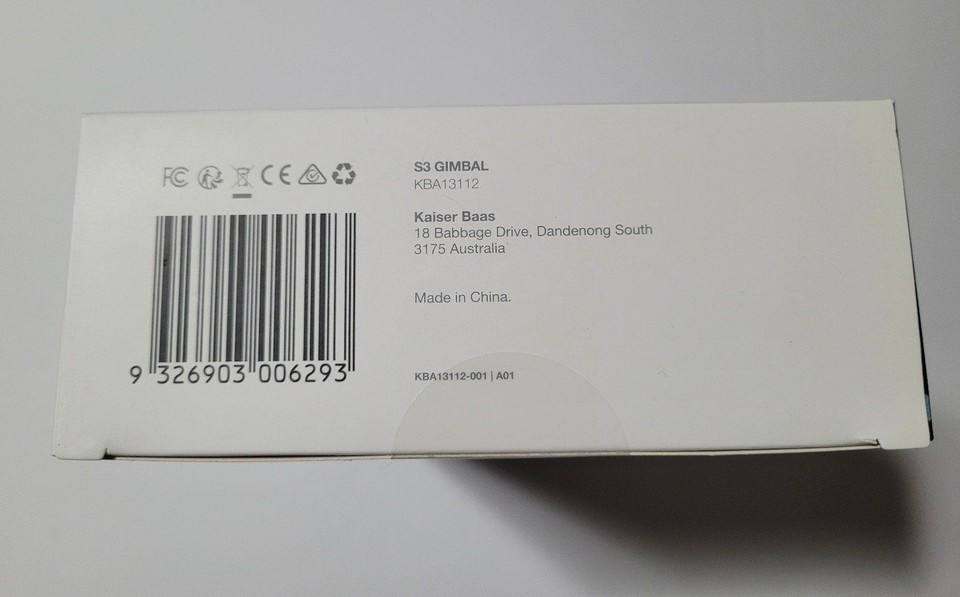 FC CE
S3 GIMBAL
KBA13112
Kaiser Baas
18 Babbage Drive, Dandenong South
3175 Australia
Made in China.
9 326903 006293
KBA13112-001 | A01